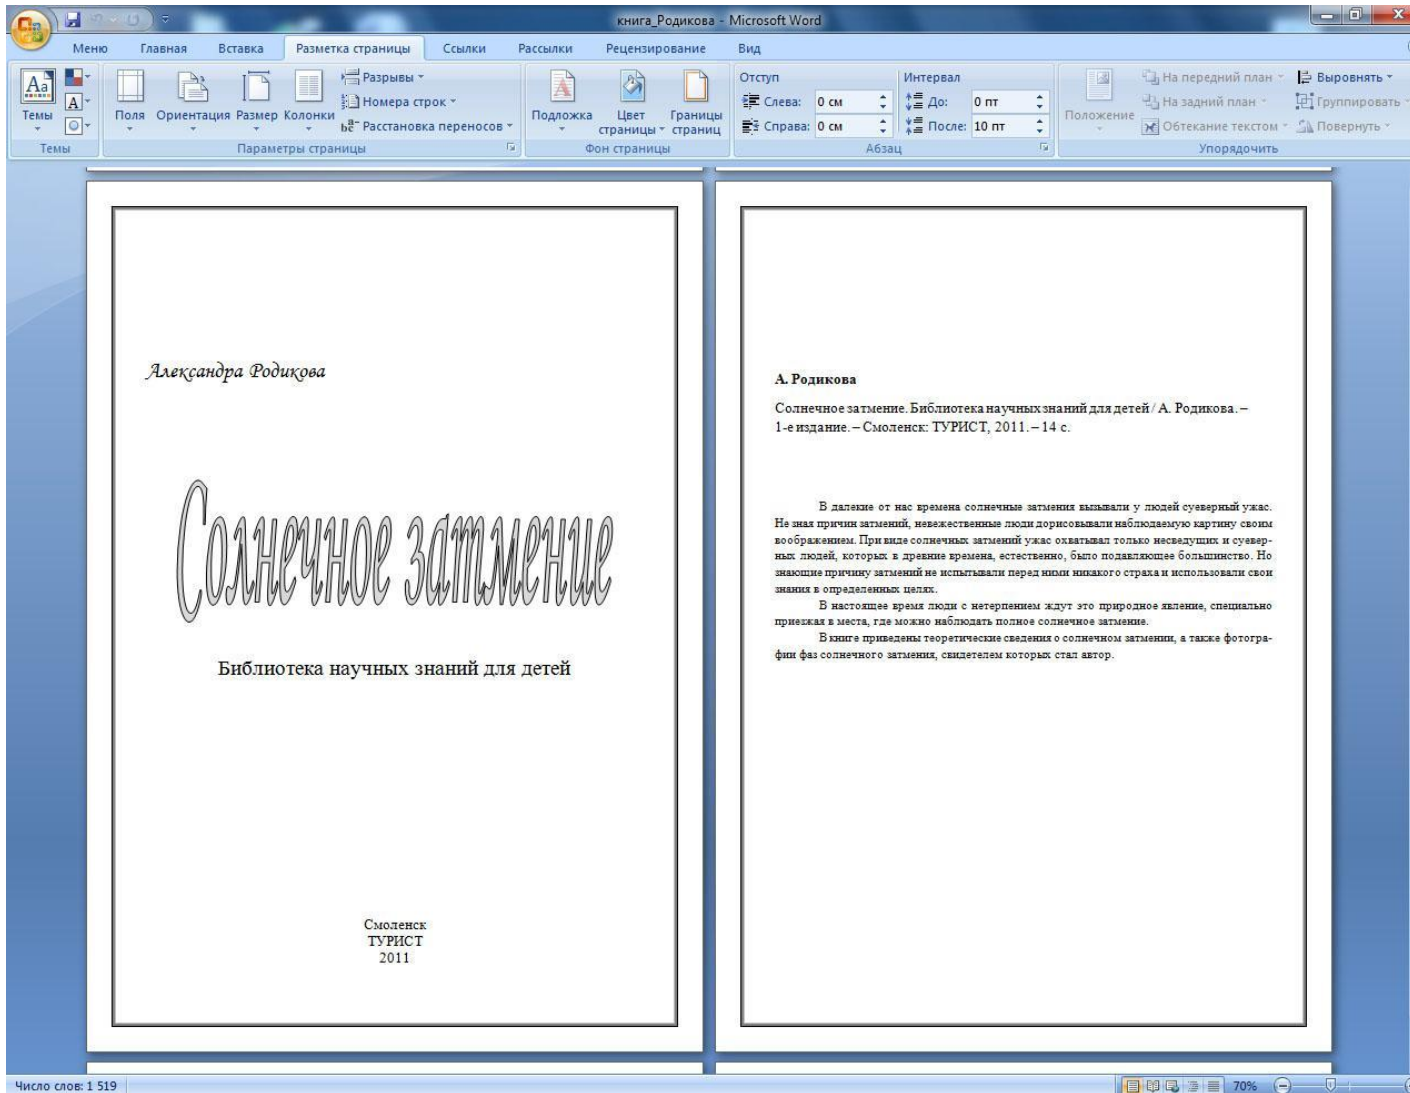 книга_Родикова - Microsoft Word
Меню Главная Вставка Разметка страницы Ссылки Рассылки Рецензирование Вид
Темы
Темы
Поля Ориентация Размер Колонки
Разрывы
Номера строк
Расстановка переносов
Параметры страницы
Подложка Цвет страницы Границы страниц
Фон страницы
Отступ
Слева: 0 см
Справа: 0 см
Интервал
До: 0 пт
После: 10 пт
Абзац
Положение
На передний план
На задний план
Обтекание текстом
Выровнять
Группировать
Повернуть
Упорядочить
Александра Родикова
Солнечное затмение
Библиотека научных знаний для детей
Смоленск
ТУРИСТ
2011
А. Родикова
Солнечное затмение. Библиотека научных знаний для детей / А. Родикова. –
1-е издание. – Смоленск: ТУРИСТ, 2011. – 14 с.
В далекие от нас времена солнечные затмения вызывали у людей суеверный ужас.
Не зная причин затмений, невежественные люди дорисовывали наблюдаемую картину своим
воображением. При виде солнечных затмений ужас охватывал только несведущих и суевер-
ных людей, которых в древние времена, естественно, было подавляющее большинство. Но
знающие причину затмений не испытывали перед ними никакого страха и использовали свои
знания в определенных целях.
В настоящее время люди с нетерпением ждут это природное явление, специально
приезжая в места, где можно наблюдать полное солнечное затмение.
В книге приведены теоретические сведения о солнечном затмении, а также фотогра-
фии фаз солнечного затмения, свидетелем которых стал автор.
Число слов: 1 519
70%